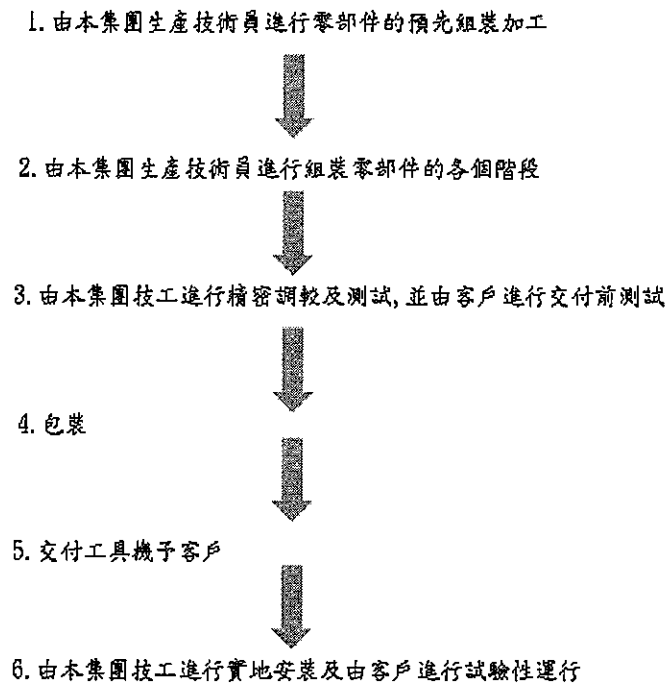 1. 由本集團生產技術員進行零部件的預先組裝加工
2. 由本集團生產技術員進行組裝零部件的各個階段
3. 由本集團技工進行精密調較及測試, 並由客戶進行交付前測試
4. 包裝
5. 交付工具機予客戶
6. 由本集團技工進行實地安裝及由客戶進行試驗性運行